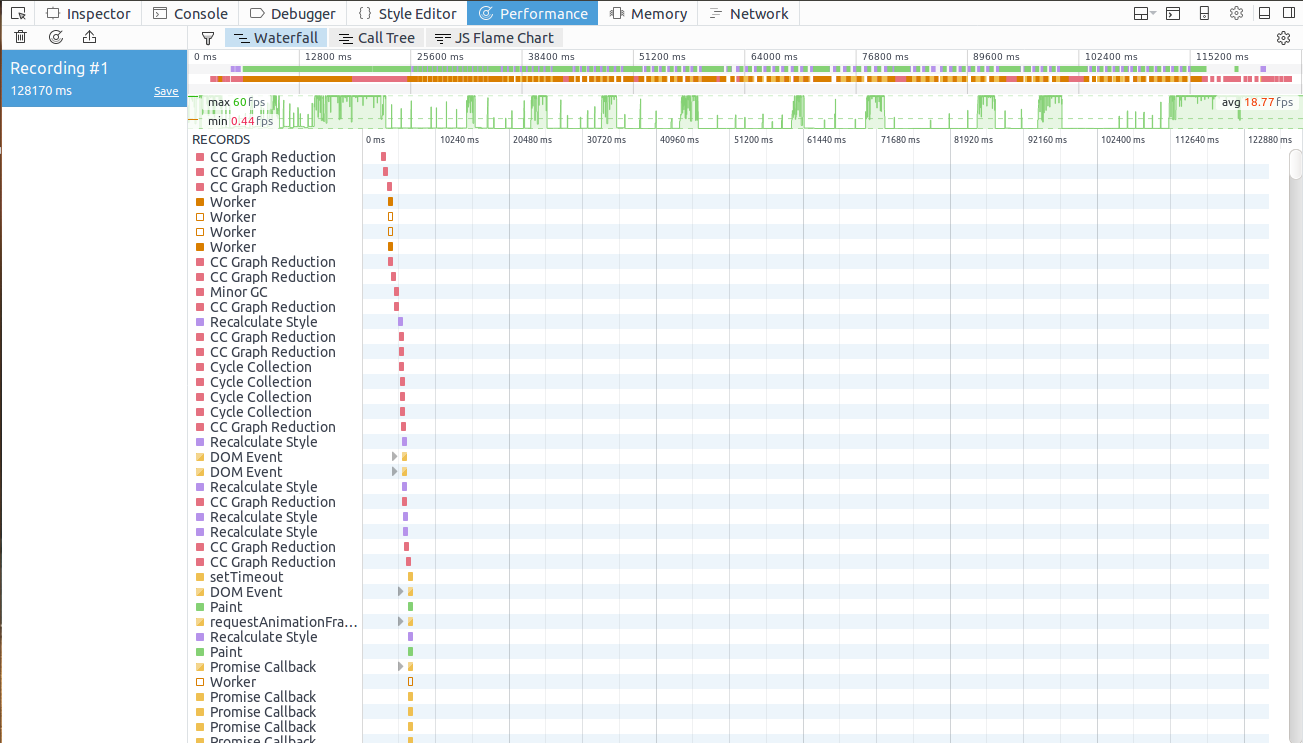 Inspector Console Debugger Style Editor Performance Memory Network
Waterfall Call Tree JS Flame Chart
Recording #1
128170 ms Save
0 ms 12800 ms 25600 ms 38400 ms 51200 ms 64000 ms 76800 ms 89600 ms 102400 ms 115200 ms
max 60 fps avg 18.77 fps
min 0.44 fps
RECORDS 0 ms 10240 ms 20480 ms 30720 ms 40960 ms 51200 ms 61440 ms 71680 ms 81920 ms 92160 ms 102400 ms 112640 ms 122880 ms
CC Graph Reduction
CC Graph Reduction
CC Graph Reduction
Worker
Worker
Worker
Worker
CC Graph Reduction
CC Graph Reduction
Minor GC
CC Graph Reduction
Recalculate Style
CC Graph Reduction
CC Graph Reduction
Cycle Collection
Cycle Collection
Cycle Collection
Cycle Collection
CC Graph Reduction
Recalculate Style
DOM Event
DOM Event
Recalculate Style
CC Graph Reduction
Recalculate Style
Recalculate Style
CC Graph Reduction
CC Graph Reduction
setTimeout
DOM Event
Paint
requestAnimationFra...
Recalculate Style
Paint
Promise Callback
Worker
Promise Callback
Promise Callback
Promise Callback
Promise Callback